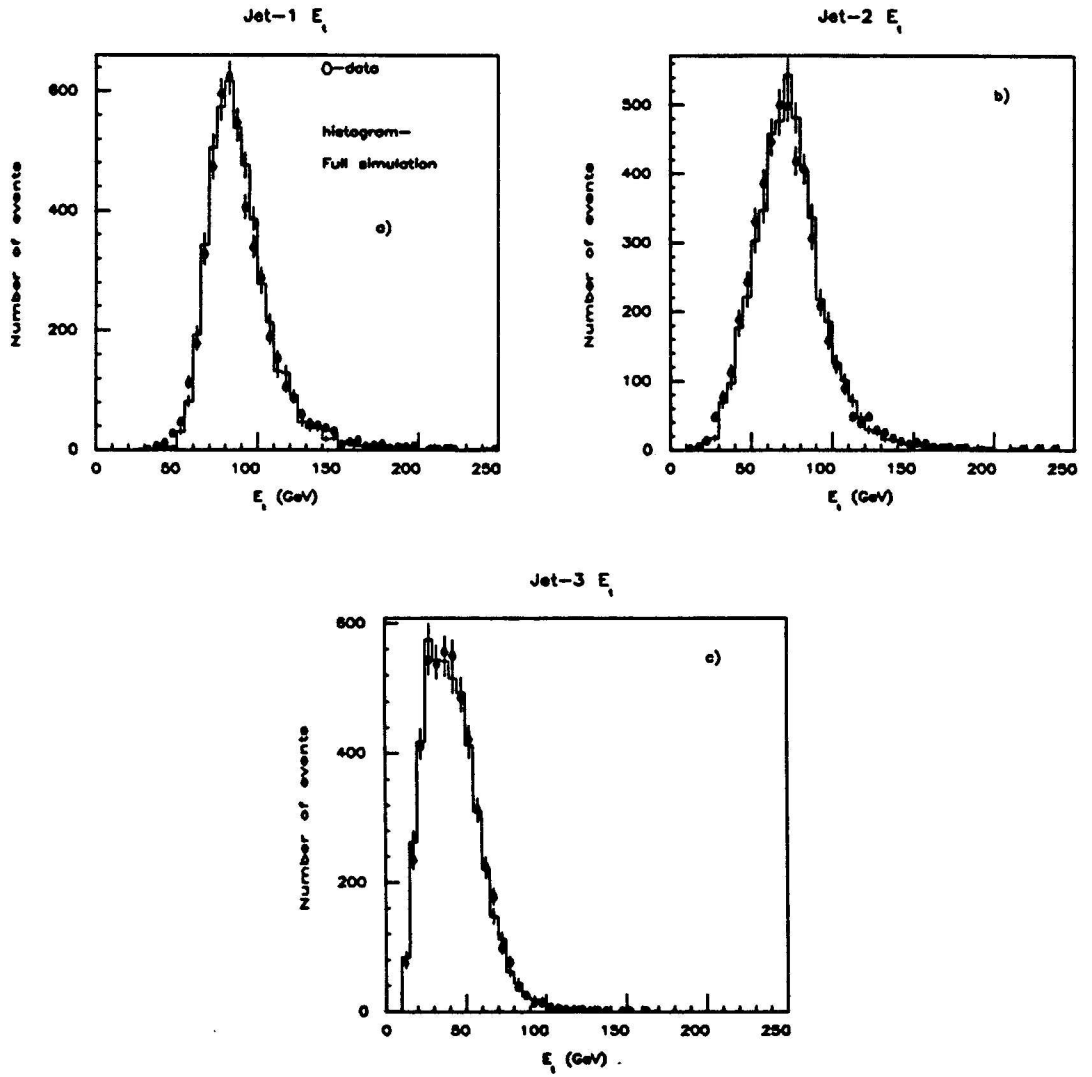 Jet-1 E_t
Number of events
600
400
200
0
0 50 100 150 200 250
E_t (GeV)
O-data
histogram-
Full simulation
a)
Jet-2 E_t
Number of events
500
400
300
200
100
0
0 50 100 150 200 250
E_t (GeV)
b)
Jet-3 E_t
Number of events
600
400
200
0
0 50 100 150 200 250
E_t (GeV)
c)